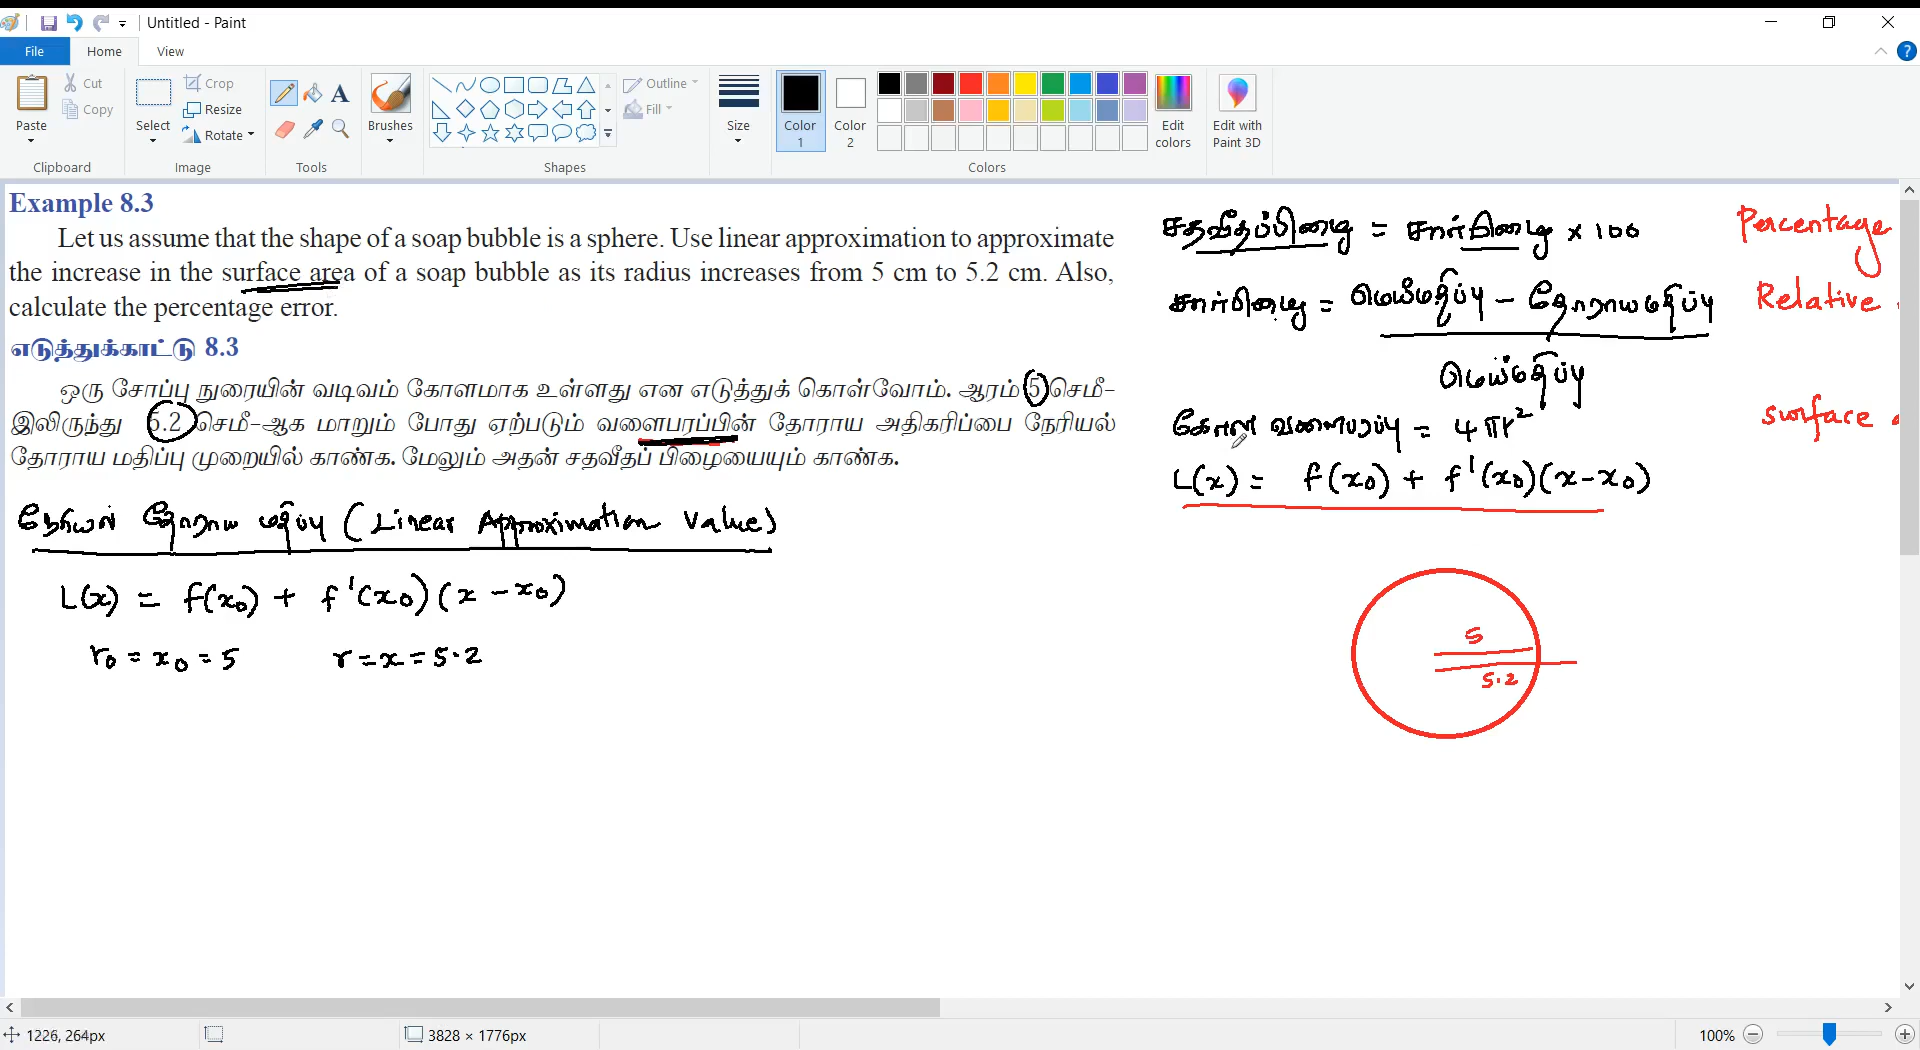 Untitled - Paint
File Home View
Cut
Copy
Paste
Clipboard
Select
Crop
Resize
Rotate
Image
Tools
Brushes
Shapes
Outline
Fill
Size
Color 1
Color 2
Edit colors
Edit with Paint 3D
Colors
Example 8.3
Let us assume that the shape of a soap bubble is a sphere. Use linear approximation to approximate
the increase in the surface area of a soap bubble as its radius increases from 5 cm to 5.2 cm. Also,
calculate the percentage error.
எடுத்துக்காட்டு 8.3
ஒரு சோப்பு நுரையின் வடிவம் கோளமாக உள்ளது என எடுத்துக் கொள்வோம். ஆரம் 5 செமீ-
இலிருந்து 5.2 செமீ-ஆக மாறும் போது ஏற்படும் வளைபரப்பின் தோராய அதிகரிப்பை நேரியல்
தோராய மதிப்பு முறையில் காண்க. மேலும் அதன் சதவீதப் பிழையையும் காண்க.
நேரியல் தோராய மதிப்பு (Linear Approximation Value)
L(x) = f(x₀) + f'(x₀)(x - x₀)
r₀ = x₀ = 5 r = x = 5.2
சதவீதப்பிழை = சார்பிழை × 100
சார்பிழை = மெய்மதிப்பு - தோராயமதிப்பு
மெய்மதிப்பு
கோள வளைபரப்பு = 4πr²
L(x) = f(x₀) + f'(x₀)(x-x₀)
Percentage
Relative
surface
5
5.2
1226, 264px
3828 × 1776px
100%